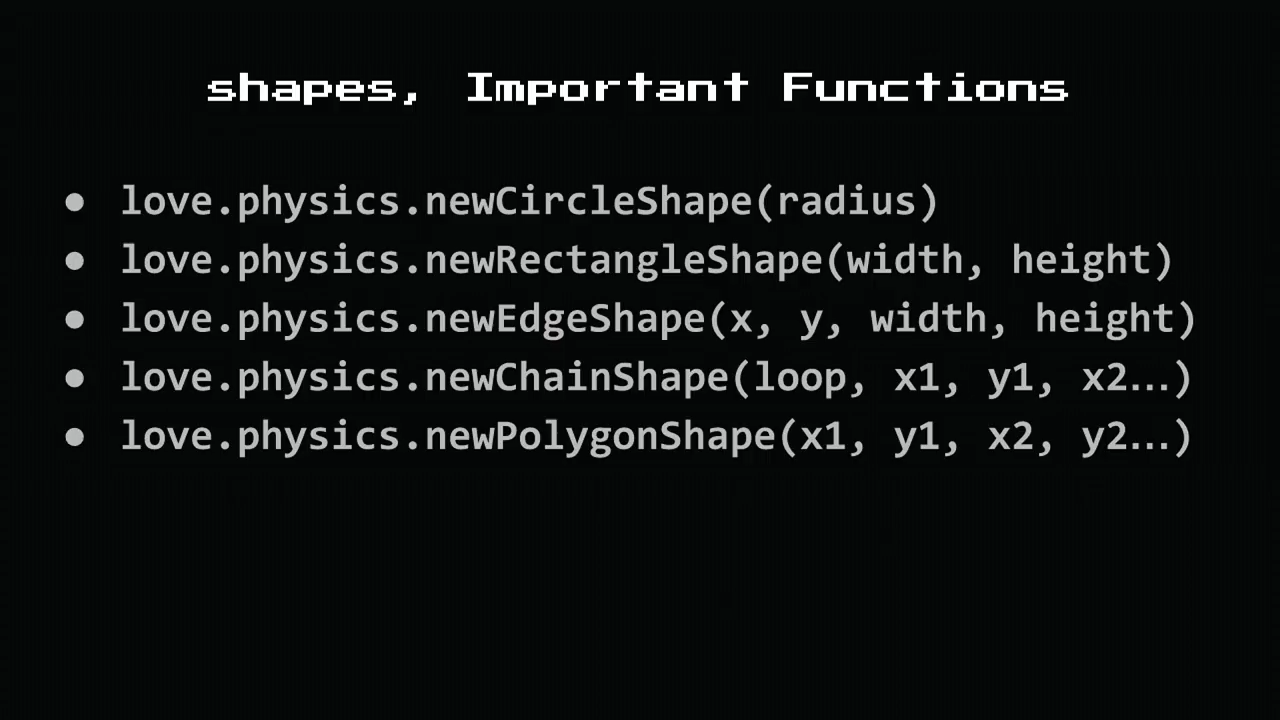 shapes, Important Functions
● love.physics.newCircleShape(radius)
● love.physics.newRectangleShape(width, height)
● love.physics.newEdgeShape(x, y, width, height)
● love.physics.newChainShape(loop, x1, y1, x2…)
● love.physics.newPolygonShape(x1, y1, x2, y2…)